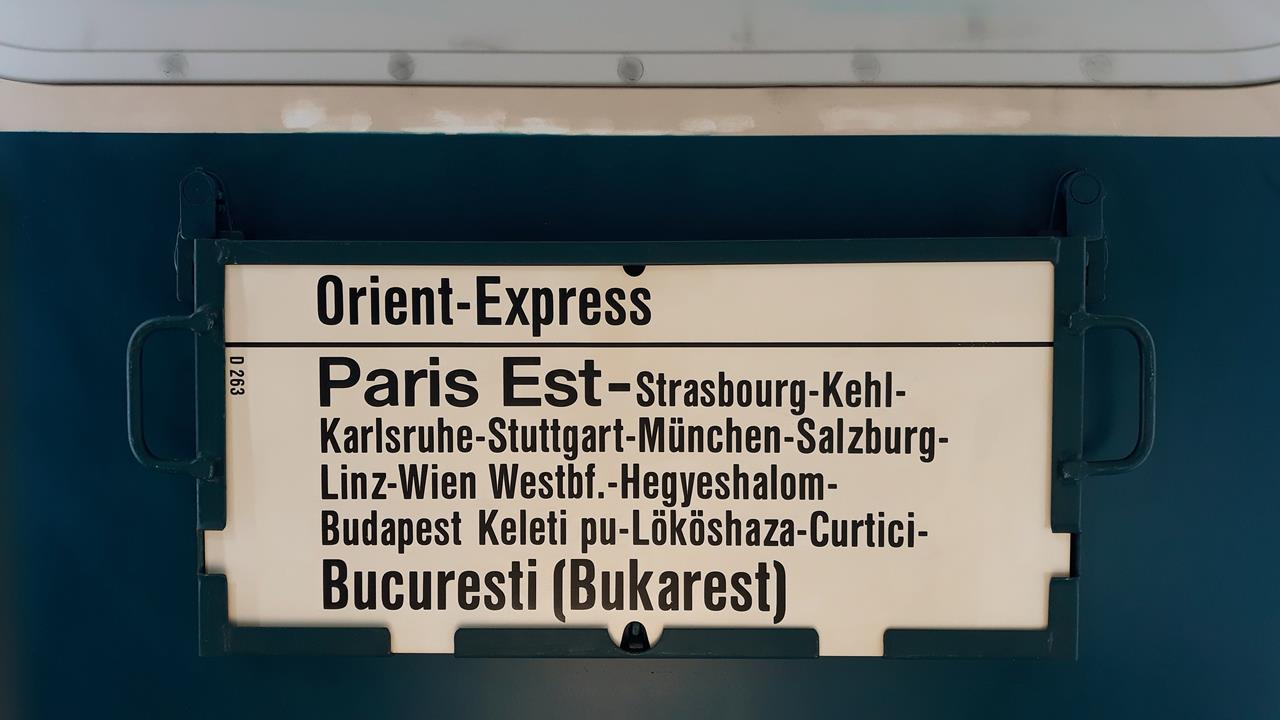 Orient-Express
D 263
Paris Est-Strasbourg-Kehl-
Karlsruhe-Stuttgart-München-Salzburg-
Linz-Wien Westbf.-Hegyeshalom-
Budapest Keleti pu-Lököshaza-Curtici-
Bucuresti (Bukarest)